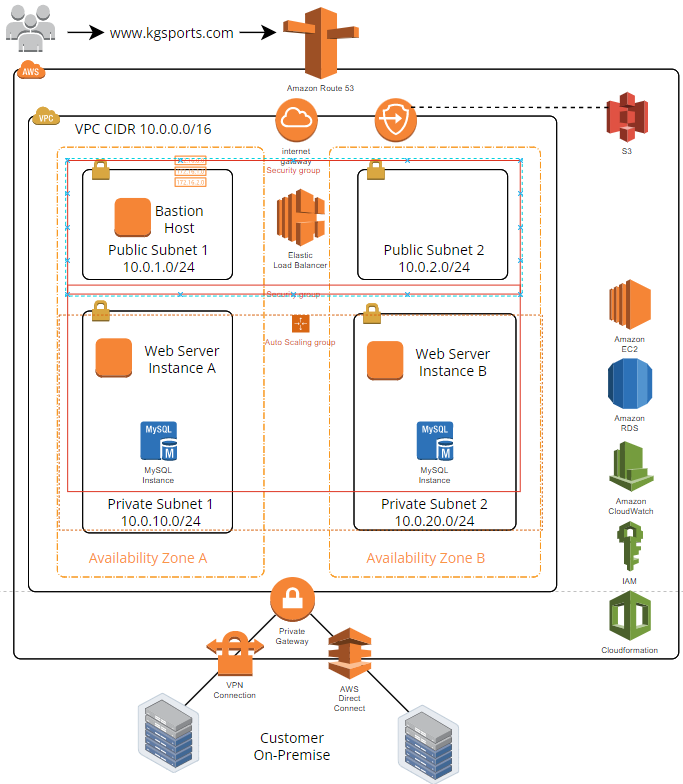 www.kgsports.com
Amazon Route 53
AWS
VPC
VPC CIDR 10.0.0.0/16
internet
gateway
S3
Security group
172.16.2.0
Bastion
Host
Public Subnet 1
10.0.1.0/24
Elastic
Load Balancer
Public Subnet 2
10.0.2.0/24
Security group
Auto Scaling group
Web Server
Instance A
Web Server
Instance B
MySQL
M
MySQL
Instance
MySQL
M
MySQL
Instance
Private Subnet 1
10.0.10.0/24
Private Subnet 2
10.0.20.0/24
Availability Zone A
Availability Zone B
Amazon
EC2
Amazon
RDS
Amazon
CloudWatch
IAM
Cloudformation
Private
Gateway
VPN
Connection
AWS
Direct
Connect
Customer
On-Premise